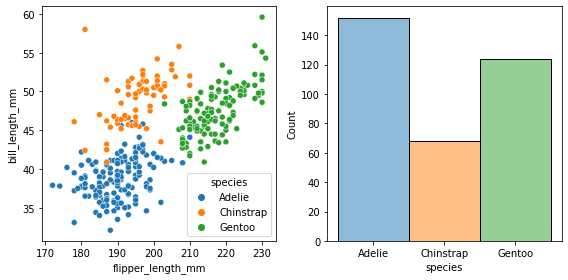 60
55
50
45
40
35
bill_length_mm
170 180 190 200 210 220 230
flipper_length_mm
species
Adelie
Chinstrap
Gentoo
140
120
100
80
60
40
20
0
Count
Adelie Chinstrap Gentoo
species